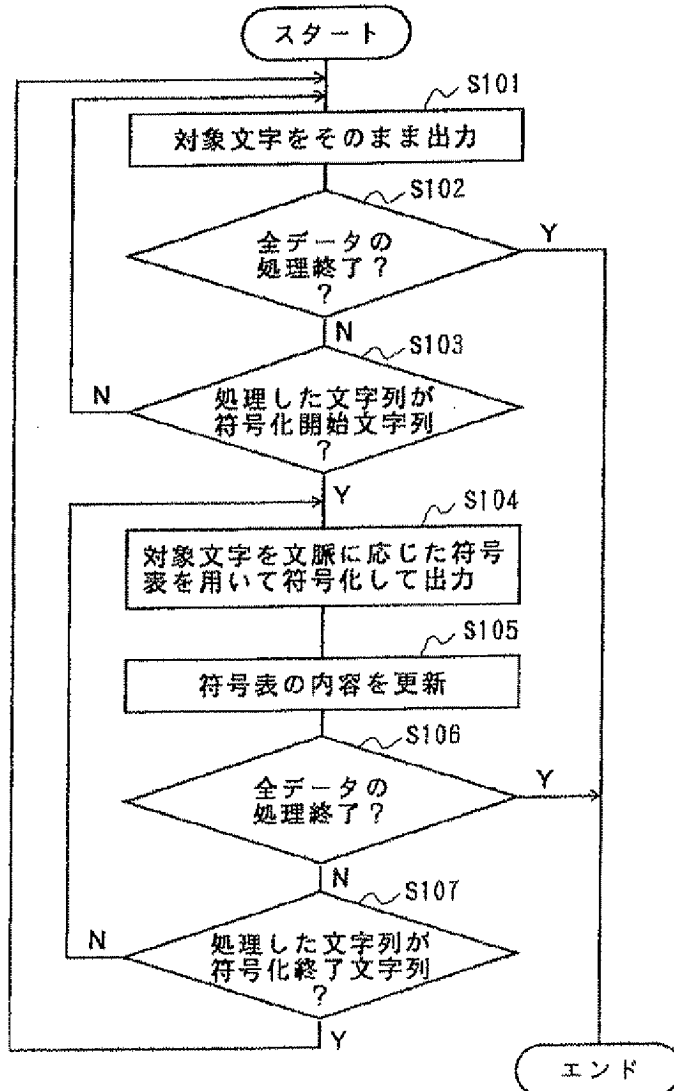 スタート
S101
対象文字をそのまま出力
S102
全データの
処理終了？
？
Y
N
S103
処理した文字列が
符号化開始文字列
？
N
Y
S104
対象文字を文脈に応じた符号
表を用いて符号化して出力
S105
符号表の内容を更新
S106
全データの
処理終了？
Y
N
S107
処理した文字列が
符号化終了文字列
？
N
Y
エンド